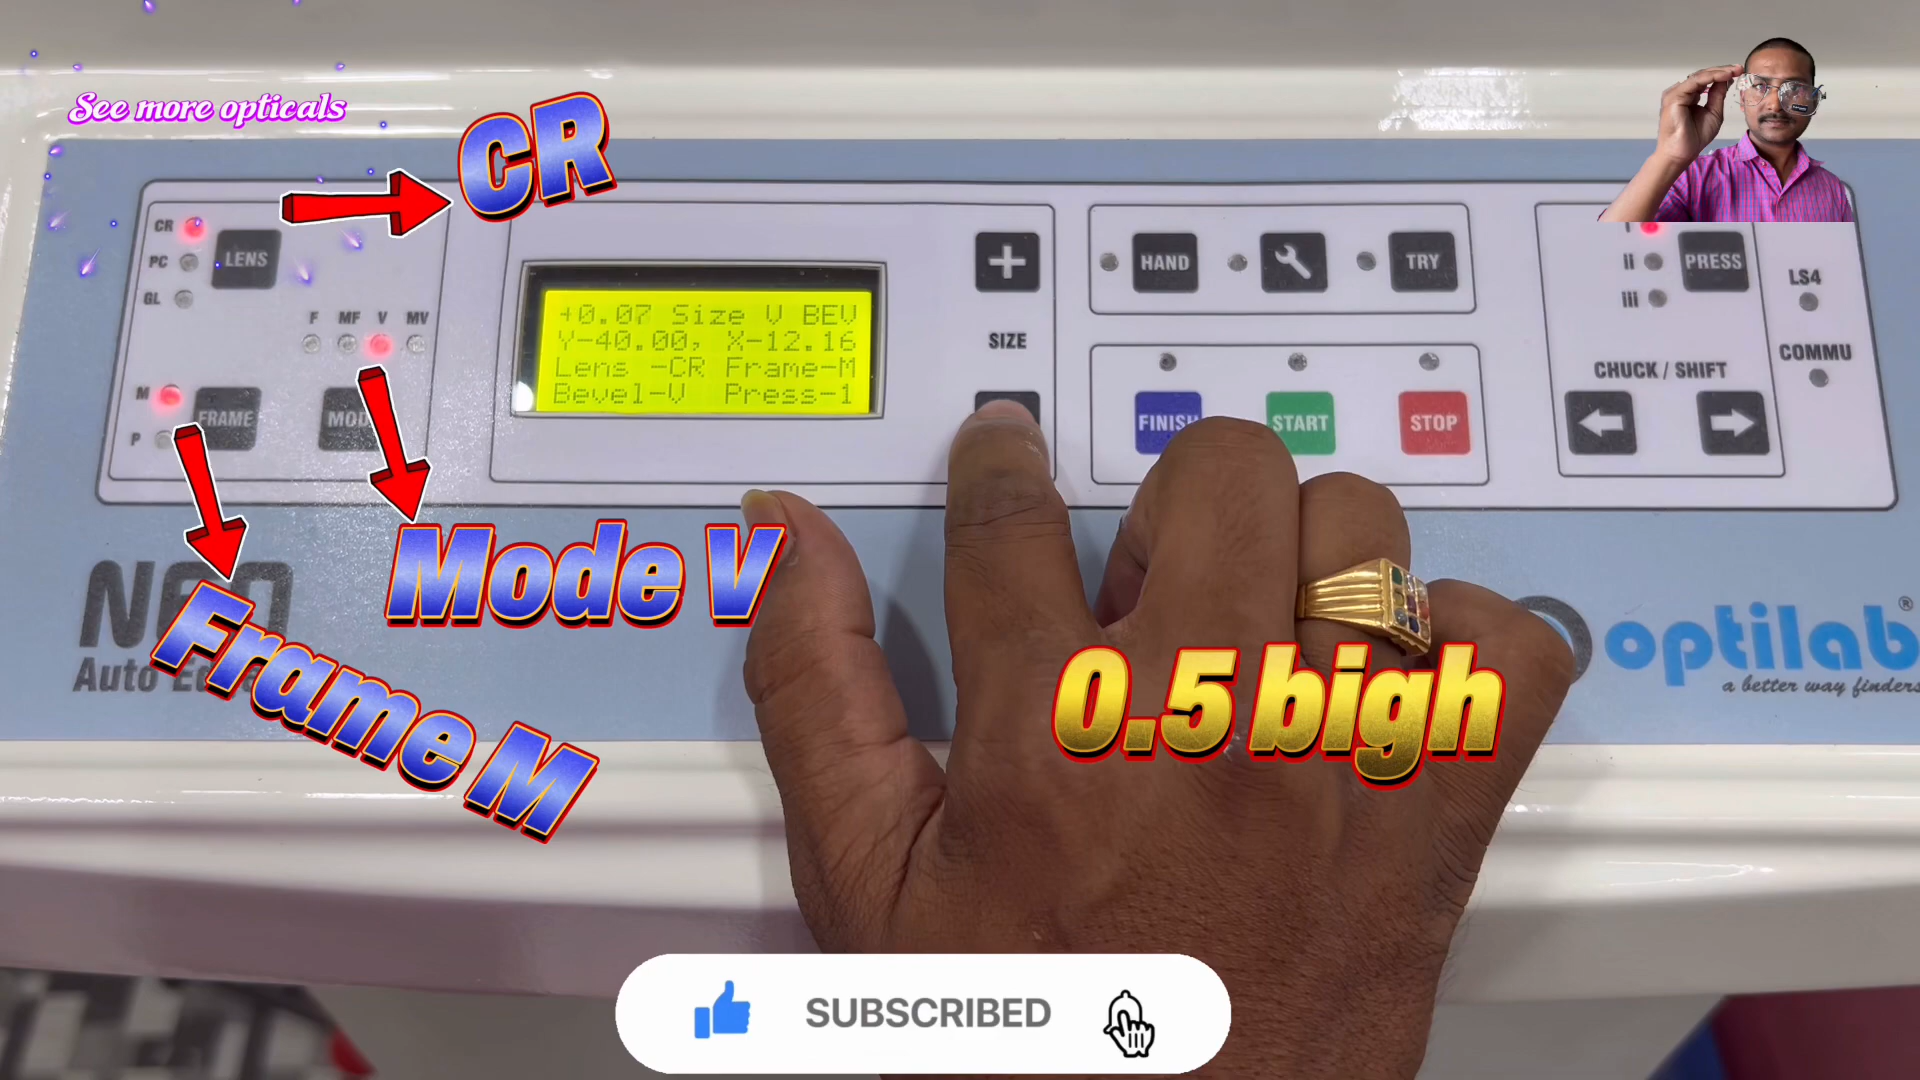 See more opticals
CR
CR
PC
GL
LENS
F MF V MV
M
P
FRAME
MOD
+0.07 Size V BEV
Y-40.00, X-12.16
Lens -CR Frame-M
Bevel-V Press-1
+
SIZE
HAND
TRY
FINISH
START
STOP
ii
iii
PRESS
LS4
COMMU
CHUCK / SHIFT
Mode V
Frame M
Auto
0.5 bigh
optilab®
a better way finders
SUBSCRIBED